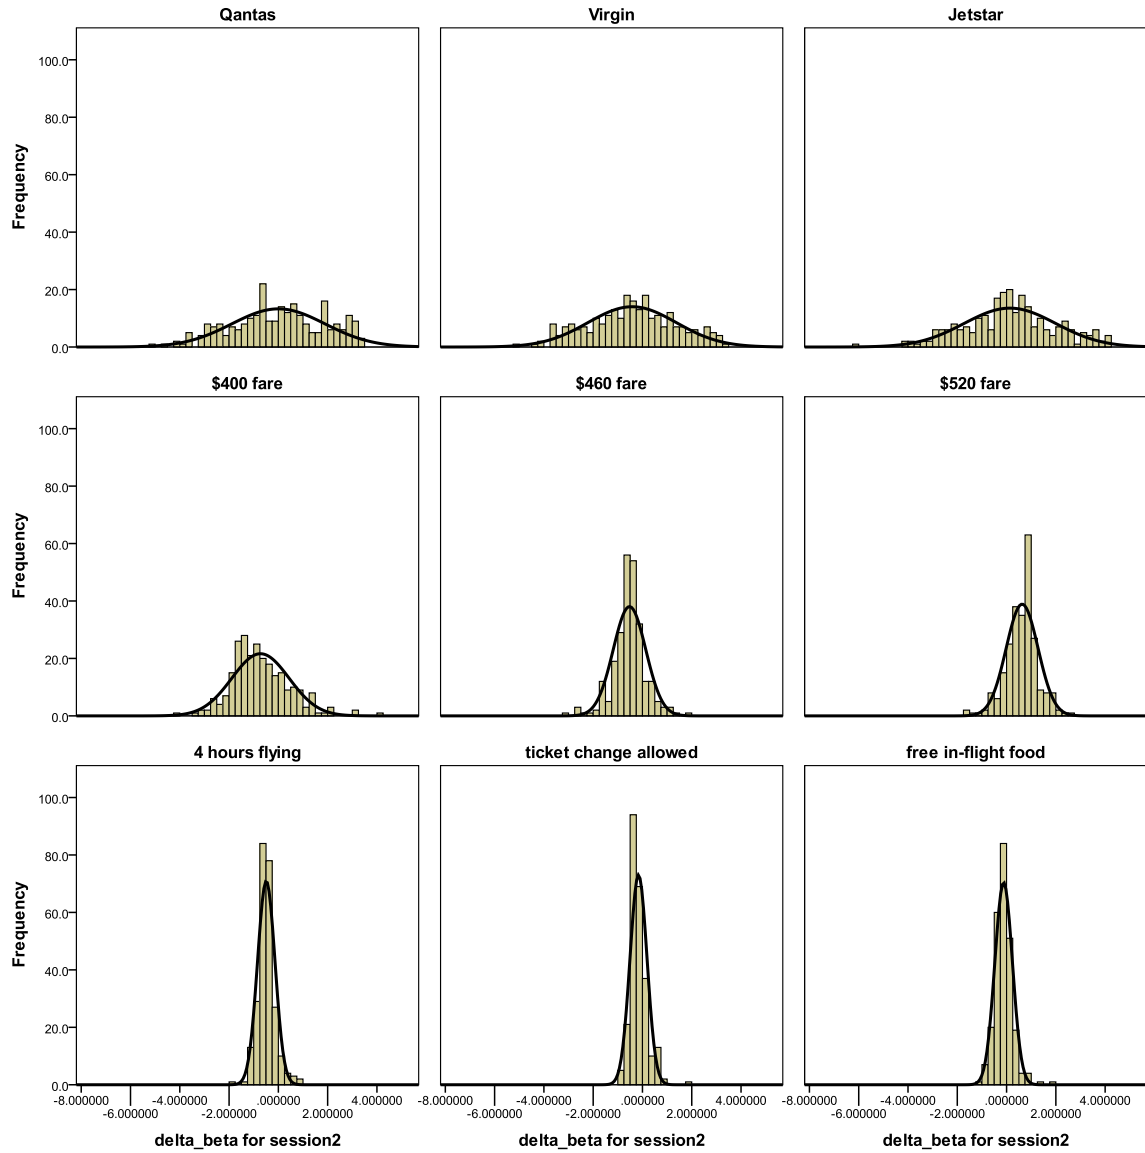 Qantas Virgin Jetstar
100.0
80.0
60.0
40.0
20.0
0.0
Frequency
$400 fare $460 fare $520 fare
100.0
80.0
60.0
40.0
20.0
0.0
Frequency
4 hours flying ticket change allowed free in-flight food
100.0
80.0
60.0
40.0
20.0
0.0
Frequency
-8.000000 -4.000000 .000000 4.000000 -8.000000 -4.000000 .000000 4.000000 -8.000000 -4.000000 .000000 4.000000
-6.000000 -2.000000 2.000000 -6.000000 -2.000000 2.000000 -6.000000 -2.000000 2.000000
delta_beta for session2 delta_beta for session2 delta_beta for session2